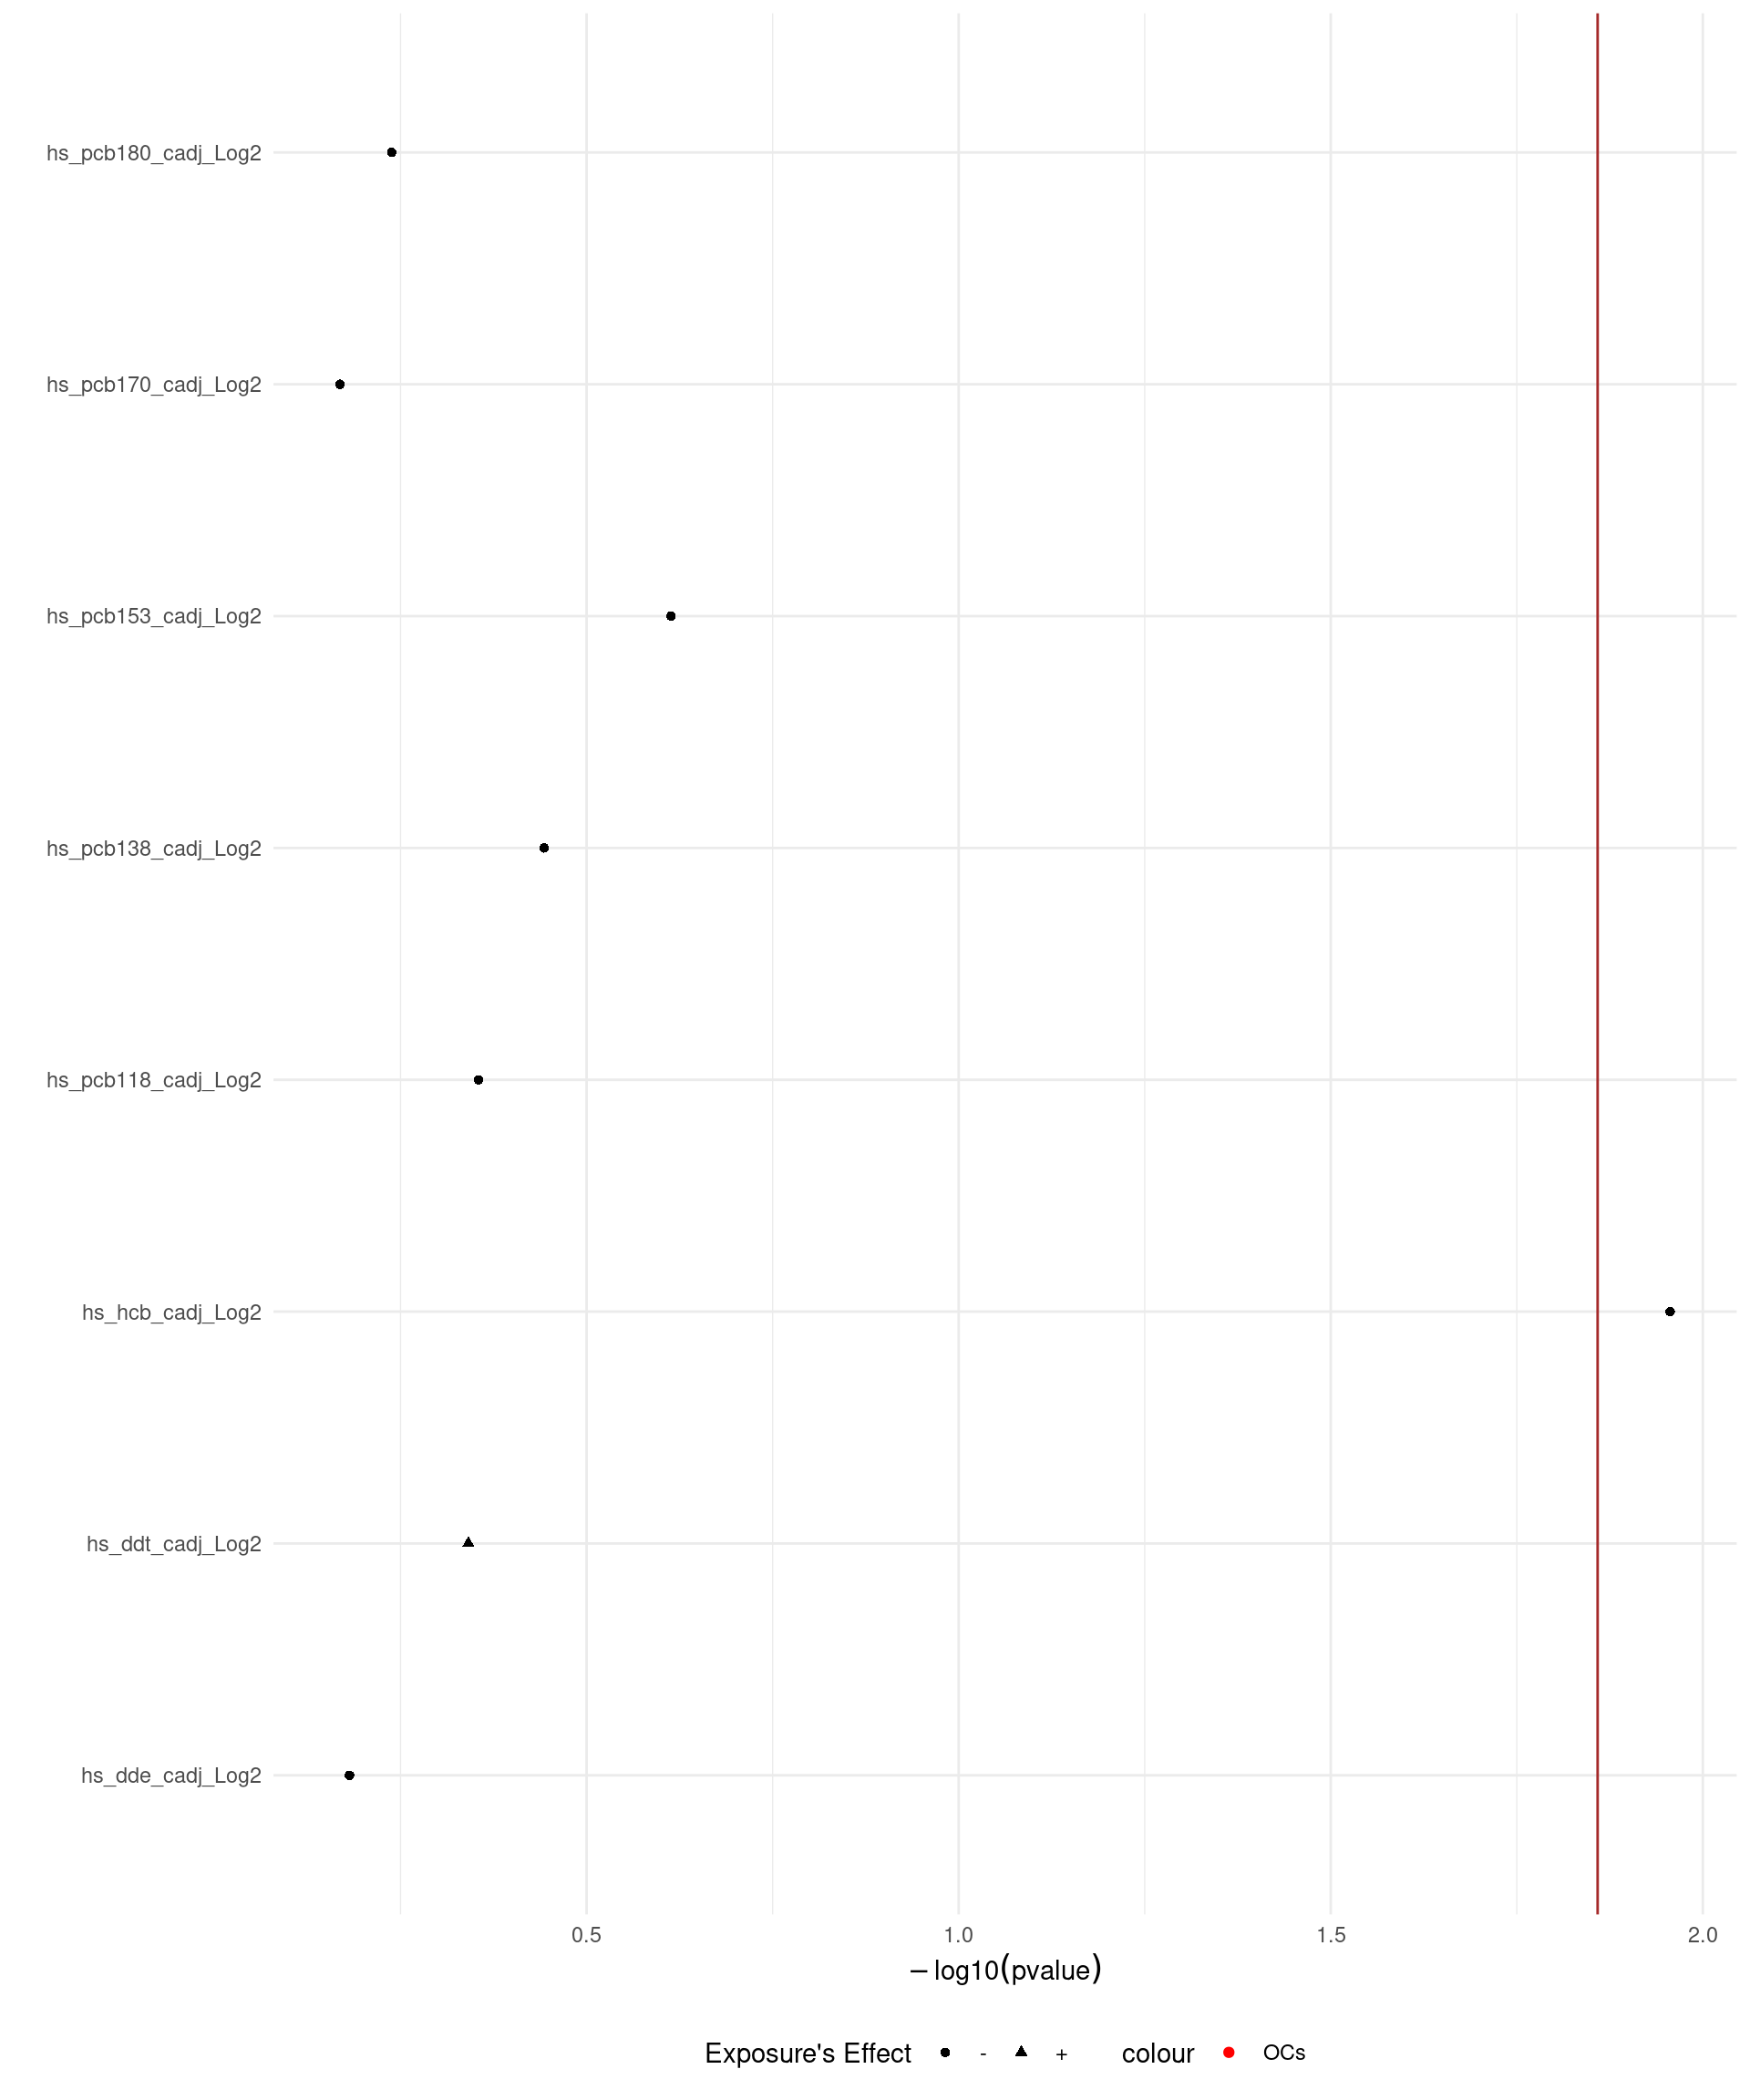 hs_pcb180_cadj_Log2
hs_pcb170_cadj_Log2
hs_pcb153_cadj_Log2
hs_pcb138_cadj_Log2
hs_pcb118_cadj_Log2
hs_hcb_cadj_Log2
hs_ddt_cadj_Log2
hs_dde_cadj_Log2
0.5 1.0 1.5 2.0
−log10(pvalue)
Exposure's Effect - + colour OCs